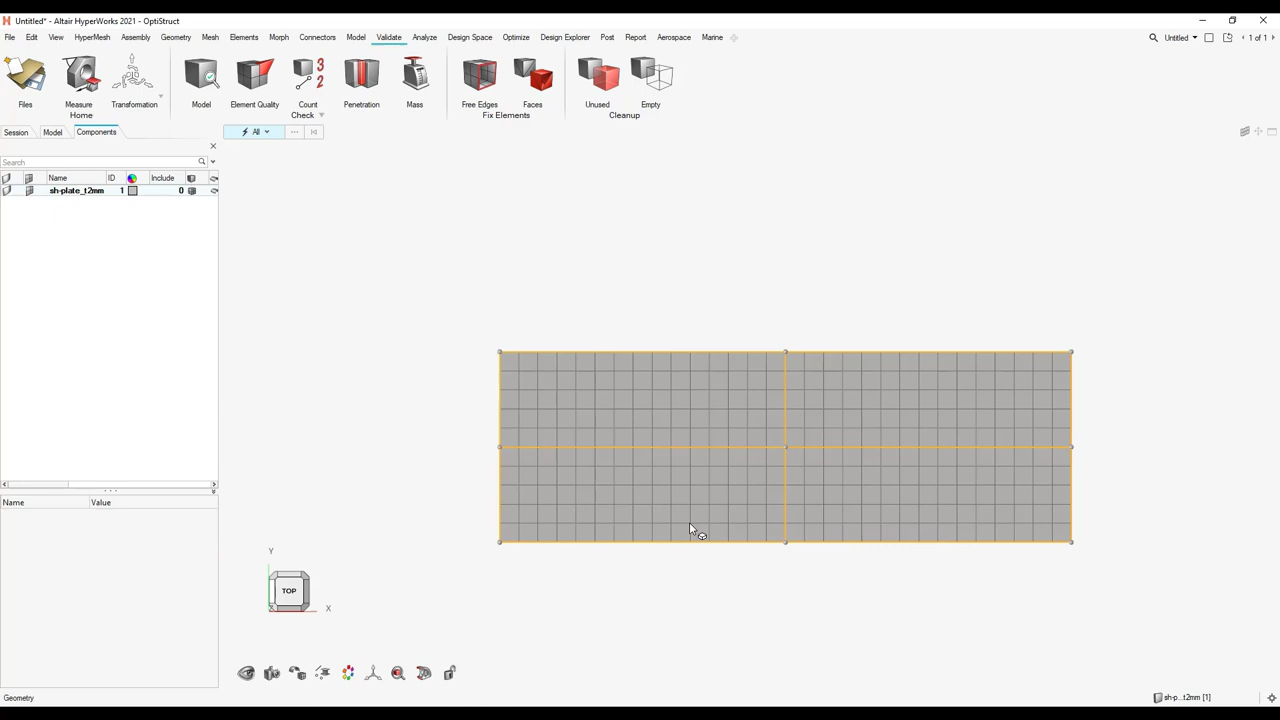 Untitled* - Altair HyperWorks 2021 - OptiStruct
File Edit View HyperMesh Assembly Geometry Mesh Elements Morph Connectors Model Validate Analyze Design Space Optimize Design Explorer Post Report Aerospace Marine Untitled 1 of 1
Files Measure Transformation Model Element Quality Count Penetration Mass Free Edges Faces Unused Empty
Home Check Fix Elements Cleanup
Session Model Components All
Search
Name ID Include
sh-plate_t2mm 1 0
Name Value
Y
TOP
X
Geometry sh-p...t2mm [1]